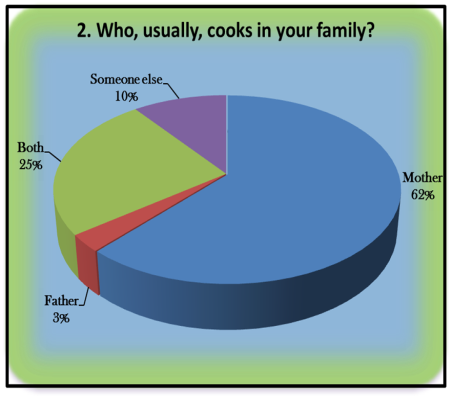 2. Who, usually, cooks in your family?
Someone else
10%
Both
25%
Mother
62%
Father
3%